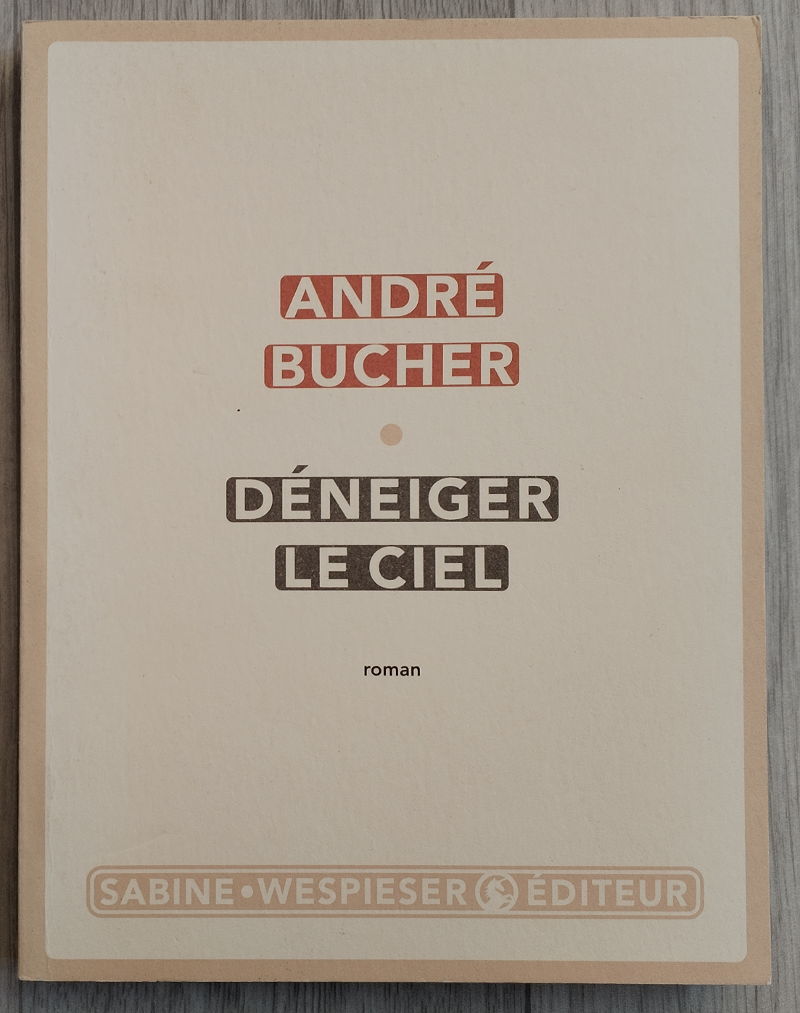 ANDRÉ
BUCHER
DÉNEIGER
LE CIEL
roman
SABINE•WESPIESER ÉDITEUR